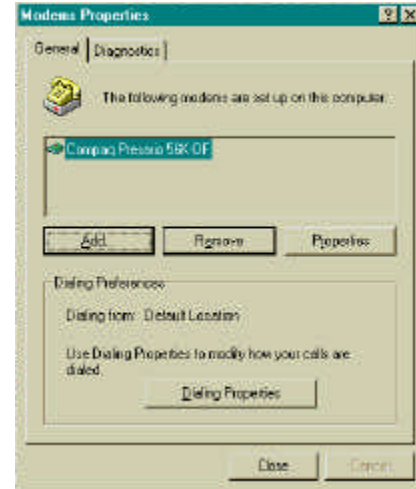 Modems Properties
General
Diagnostics
The following modems are set up on this computer:
Compaq Presario 56K-DF
Add...
Remove
Properties
Dialing Preferences
Dialing from: Default Location
Use Dialing Properties to modify how your calls are
dialed.
Dialing Properties
Close
Cancel